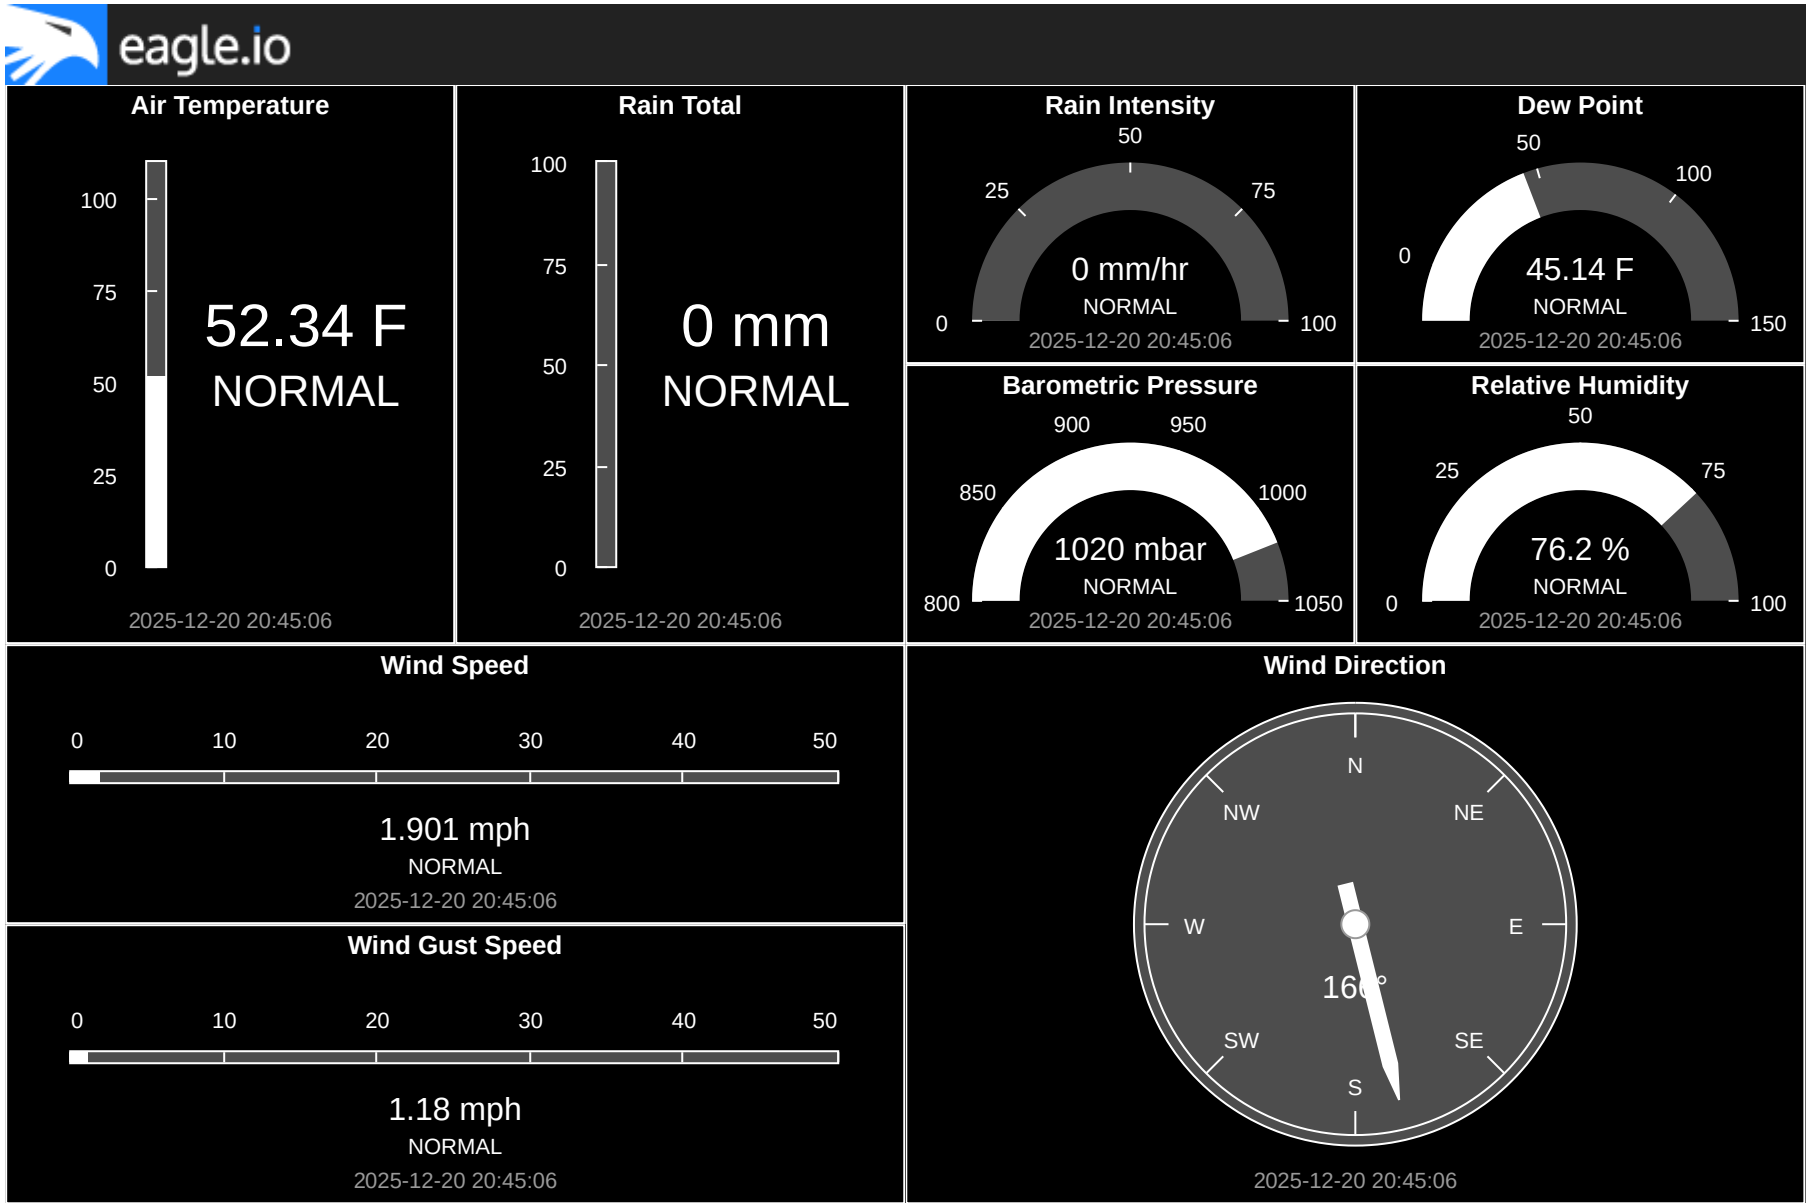 eagle.io
Air Temperature
100
75
50
25
0
52.34 F
NORMAL
2025-12-20 20:45:06
Rain Total
100
75
50
25
0
0 mm
NORMAL
2025-12-20 20:45:06
Rain Intensity
0
25
50
75
100
0 mm/hr
NORMAL
2025-12-20 20:45:06
Dew Point
0
50
100
150
45.14 F
NORMAL
2025-12-20 20:45:06
Barometric Pressure
800
850
900
950
1000
1050
1020 mbar
NORMAL
2025-12-20 20:45:06
Relative Humidity
0
25
50
75
100
76.2 %
NORMAL
2025-12-20 20:45:06
Wind Speed
0 10 20 30 40 50
1.901 mph
NORMAL
2025-12-20 20:45:06
Wind Gust Speed
0 10 20 30 40 50
1.18 mph
NORMAL
2025-12-20 20:45:06
Wind Direction
N
NW NE
W E
SW SE
S
2025-12-20 20:45:06